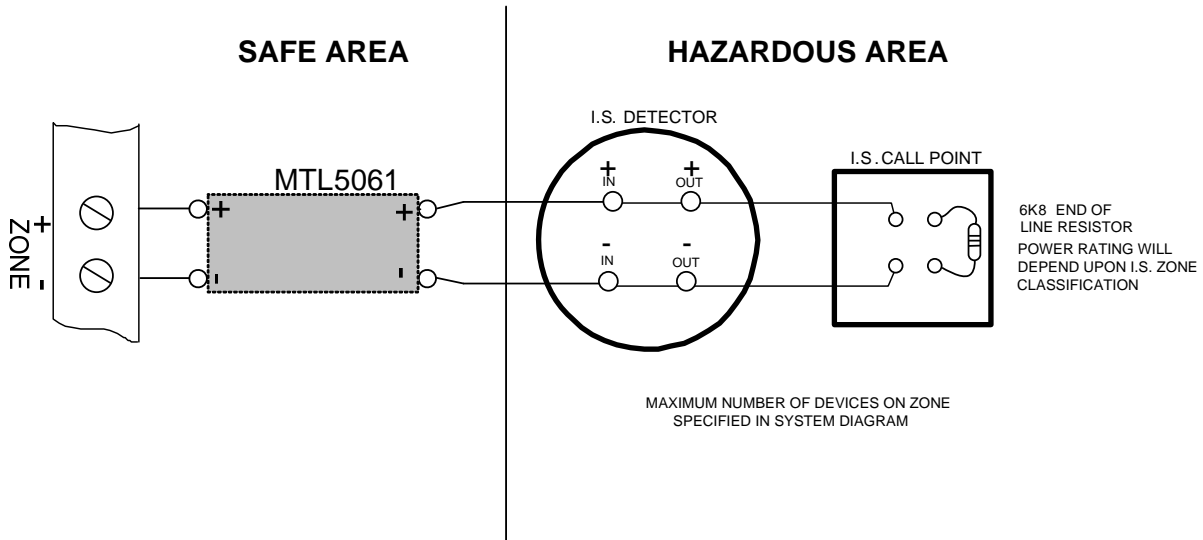 SAFE AREA
HAZARDOUS AREA
I.S. DETECTOR
I.S. CALL POINT
MTL5061
+ ZONE -
+ +
- -
+ +
IN OUT
- -
IN OUT
6K8 END OF
LINE RESISTOR
POWER RATING WILL
DEPEND UPON I.S. ZONE
CLASSIFICATION
MAXIMUM NUMBER OF DEVICES ON ZONE
SPECIFIED IN SYSTEM DIAGRAM